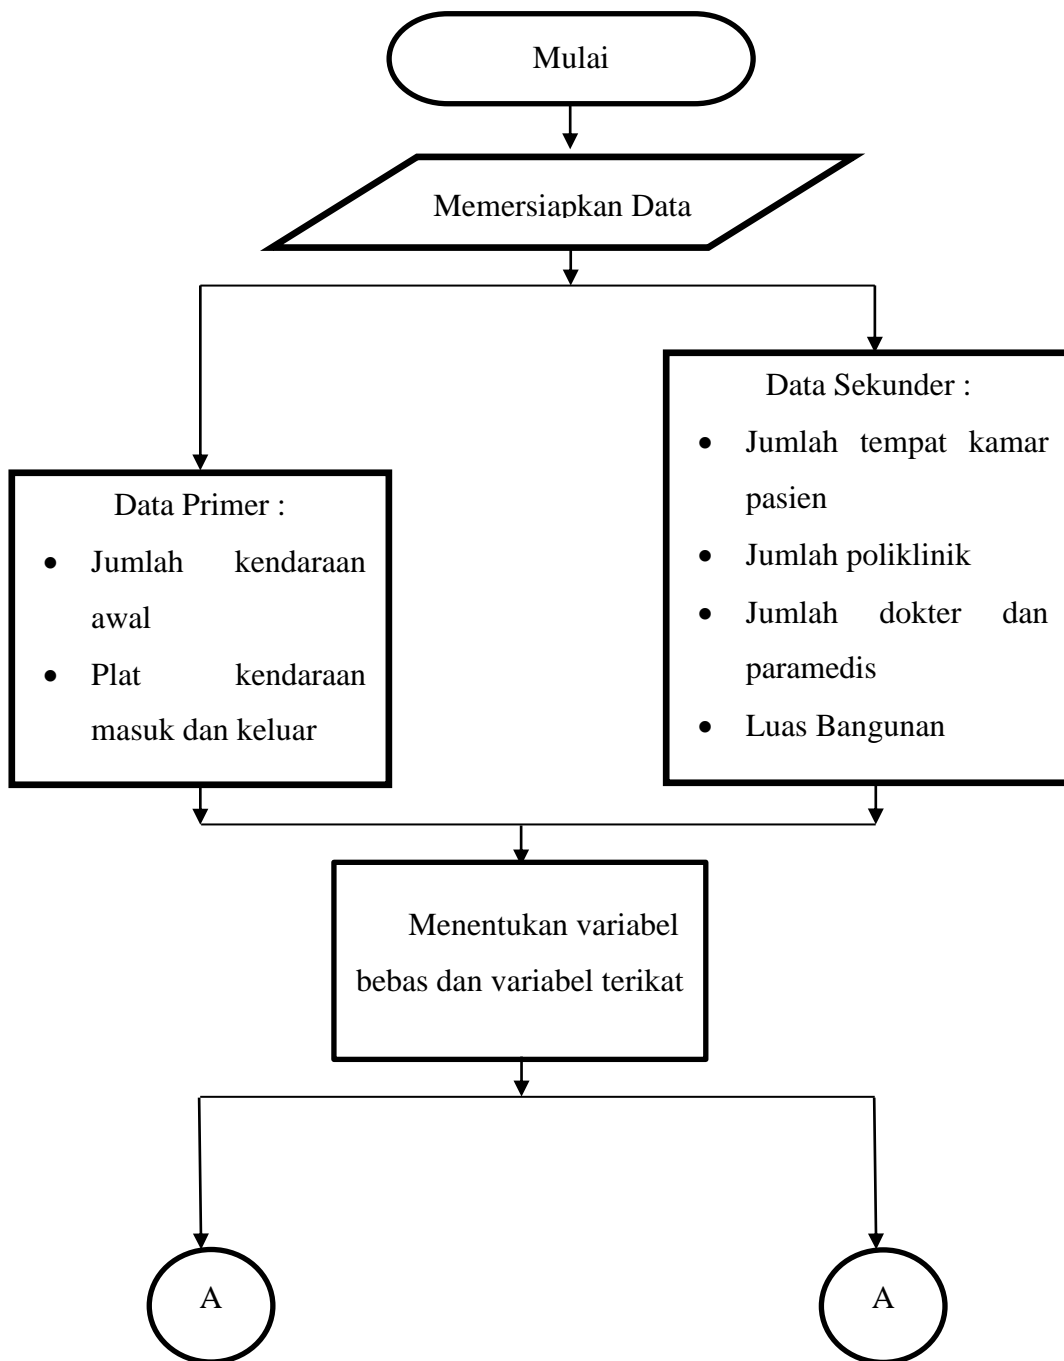 Mulai
Memersiapkan Data
Data Primer :
• Jumlah kendaraan
awal
• Plat kendaraan
masuk dan keluar
Data Sekunder :
• Jumlah tempat kamar
pasien
• Jumlah poliklinik
• Jumlah dokter dan
paramedis
• Luas Bangunan
Menentukan variabel
bebas dan variabel terikat
A
A